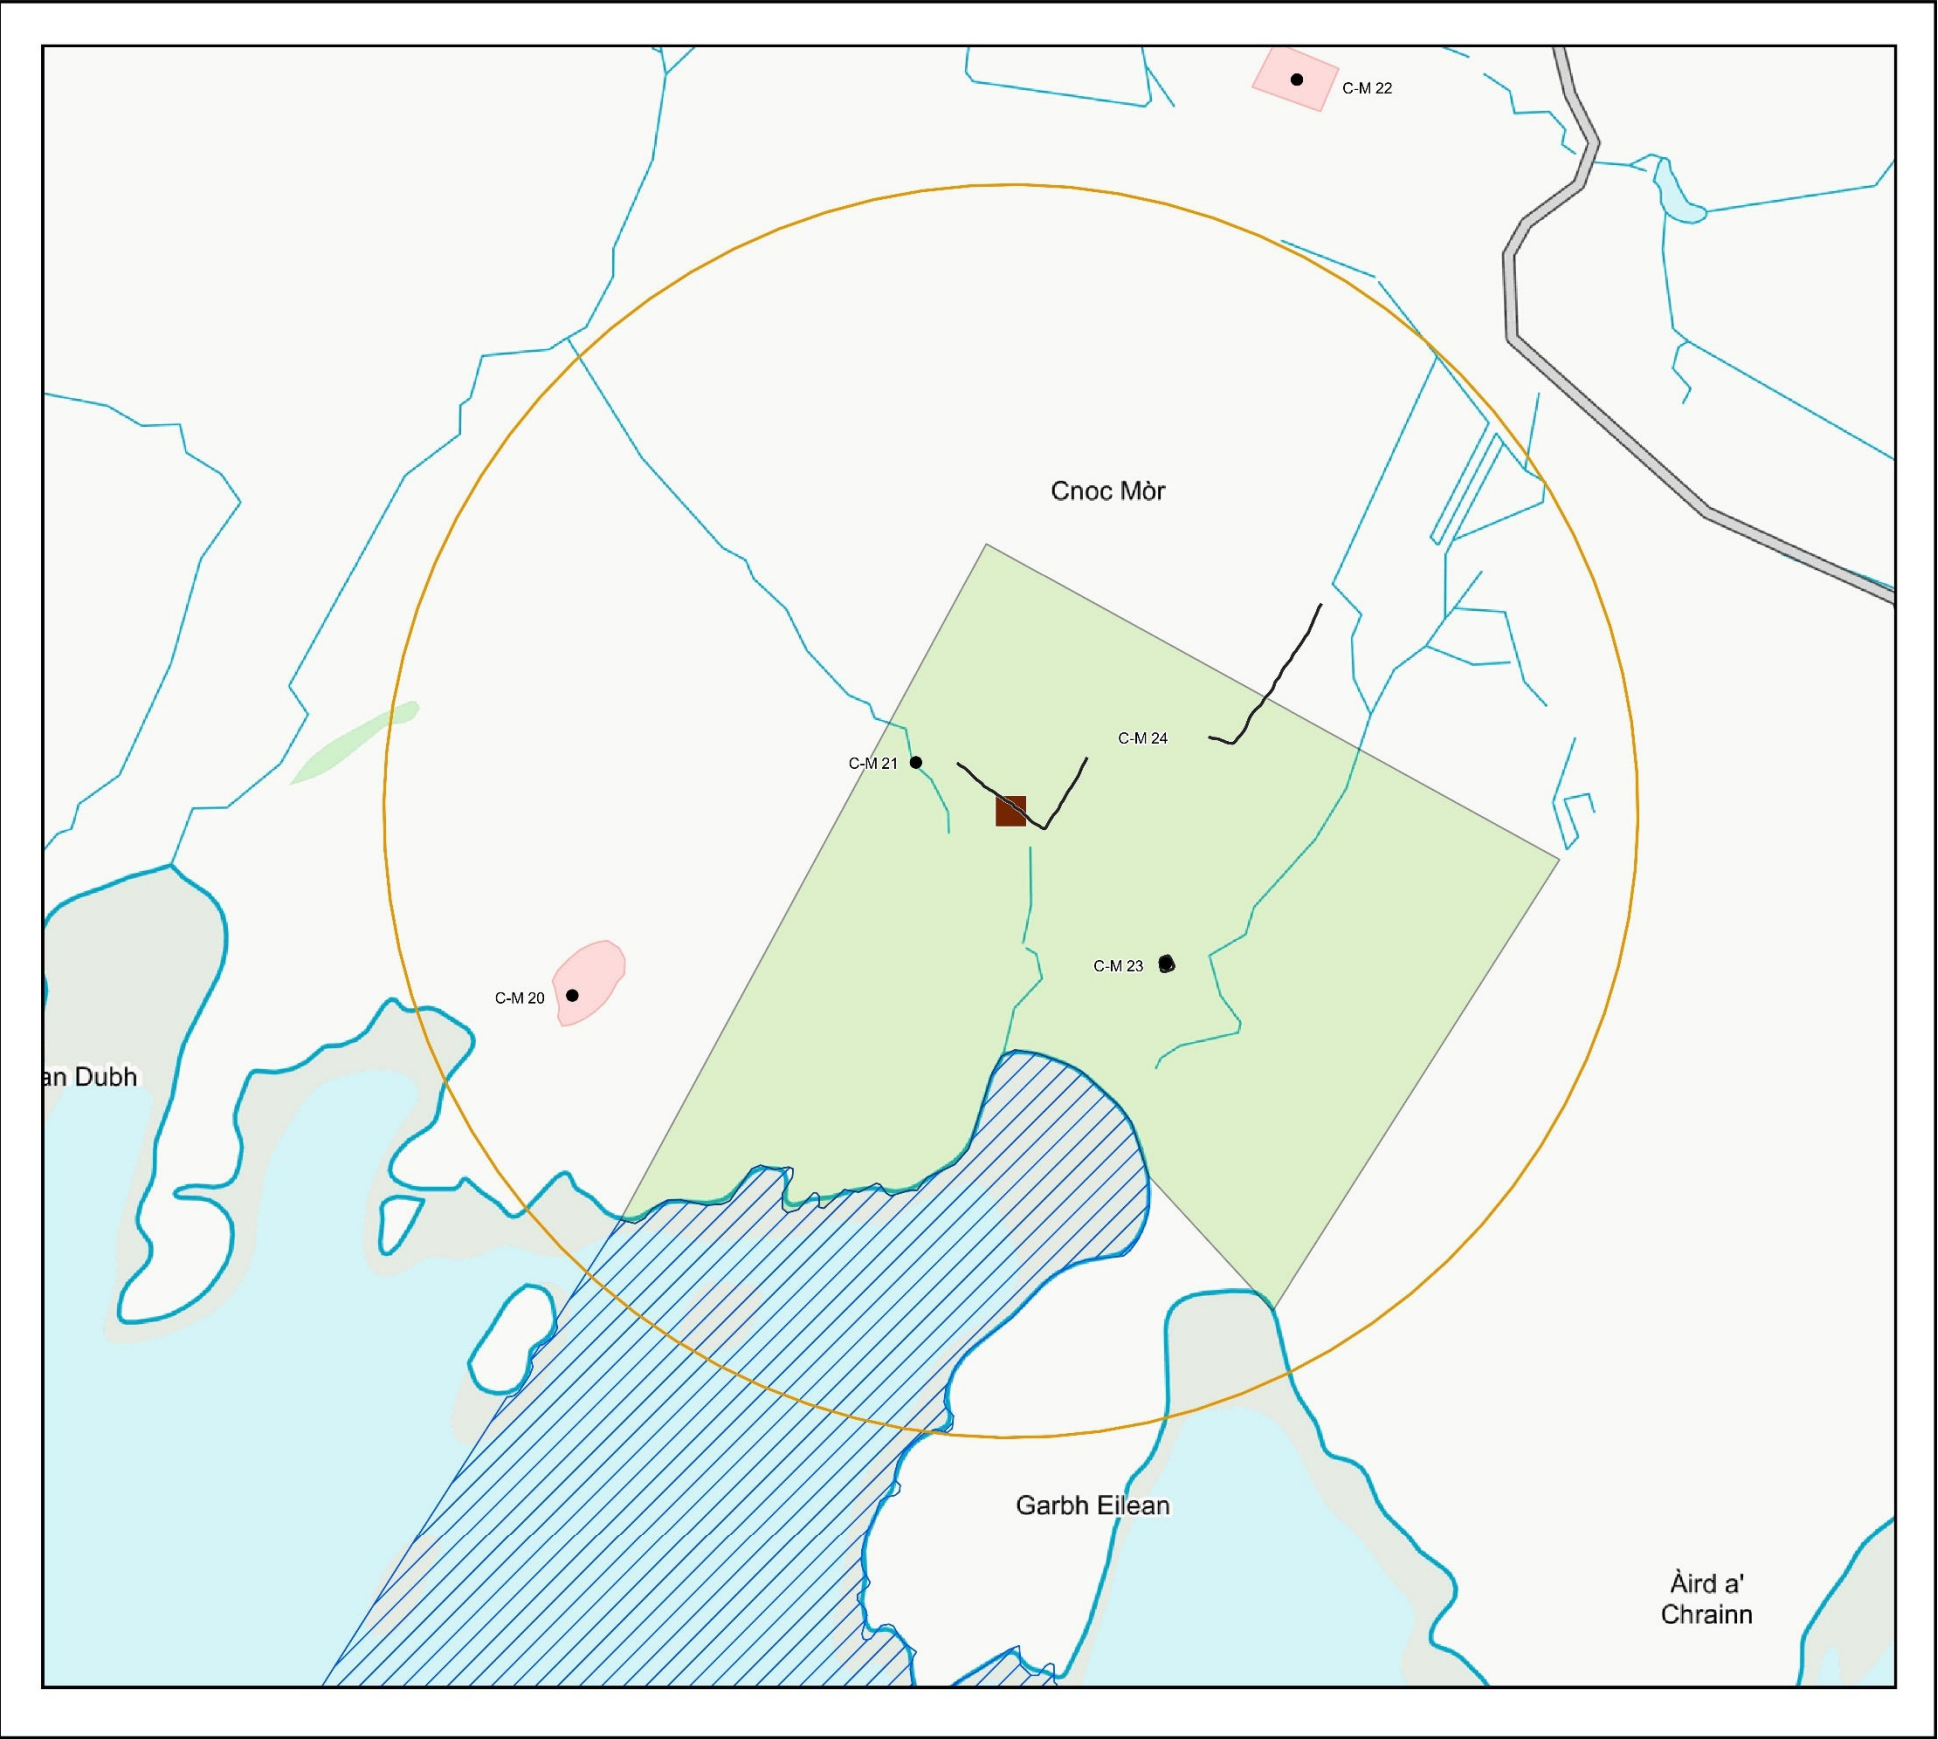 C-M 22
Cnoc Mòr
C-M 24
C-M 21
C-M 23
C-M 20
an Dubh
Garbh Eilean
Àird a'
Chrainn